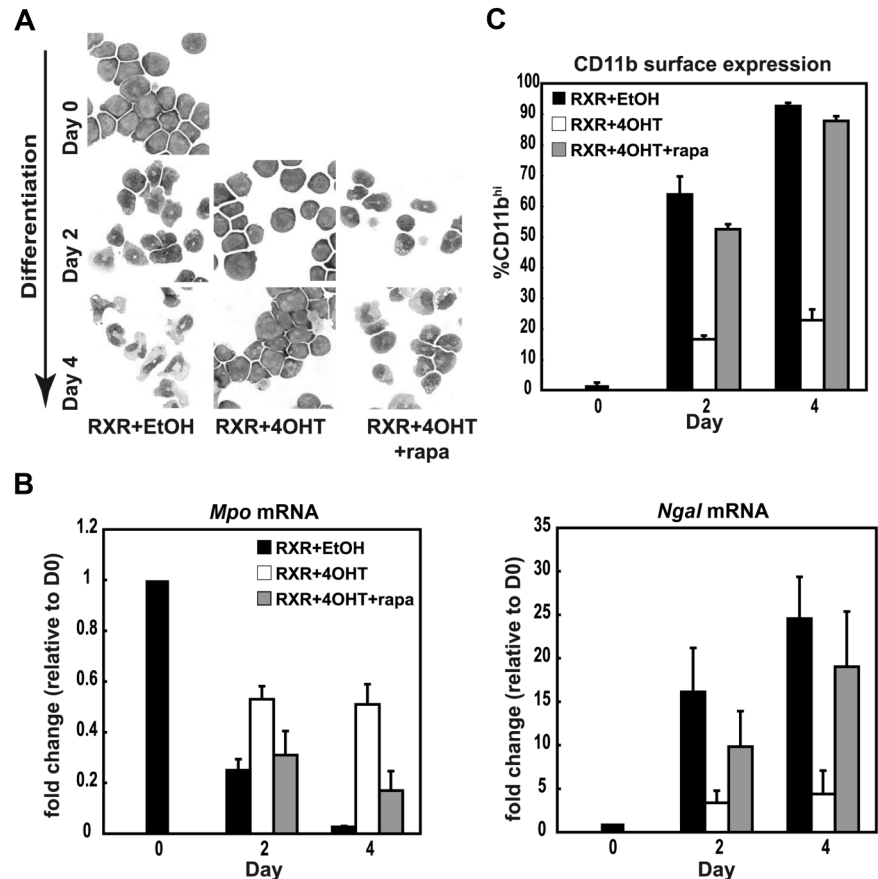 A
Differentiation
Day 0
Day 2
Day 4
RXR+EtOH
RXR+4OHT
RXR+4OHT
+rapa
C
CD11b surface expression
%CD11bhi
100
90
80
70
60
50
40
30
20
10
0
RXR+EtOH
RXR+4OHT
RXR+4OHT+rapa
0
2
4
Day
B
Mpo mRNA
fold change (relative to D0)
1.2
1
0.8
0.6
0.4
0.2
0
RXR+EtOH
RXR+4OHT
RXR+4OHT+rapa
0
2
4
Day
Ngal mRNA
fold change (relative to D0)
35
30
25
20
15
10
5
0
0
2
4
Day